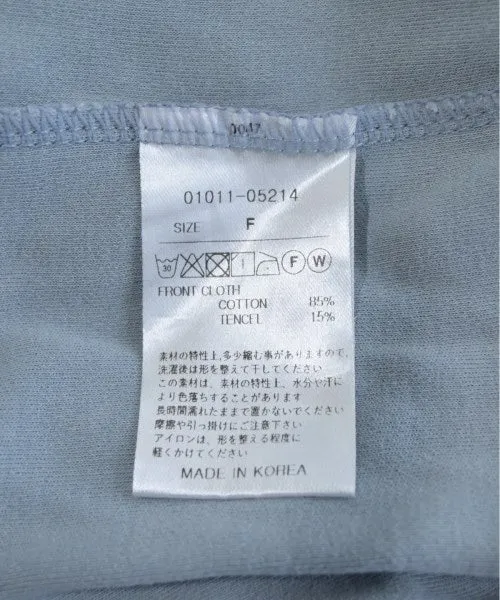 01011-05214
SIZE F
30 F W
FRONT CLOTH
COTTON 85%
TENCEL 15%
素材の特性上,多少縮む事がありますので、
洗濯後は形を整えて干してください
この素材は、素材の特性上、水分や汗に
より色落ちすることがあります
長時間濡れたままで置かないでください
摩擦や引っ掛けにご注意下さい
アイロンは、形を整える程度に
軽くかけてください
MADE IN KOREA